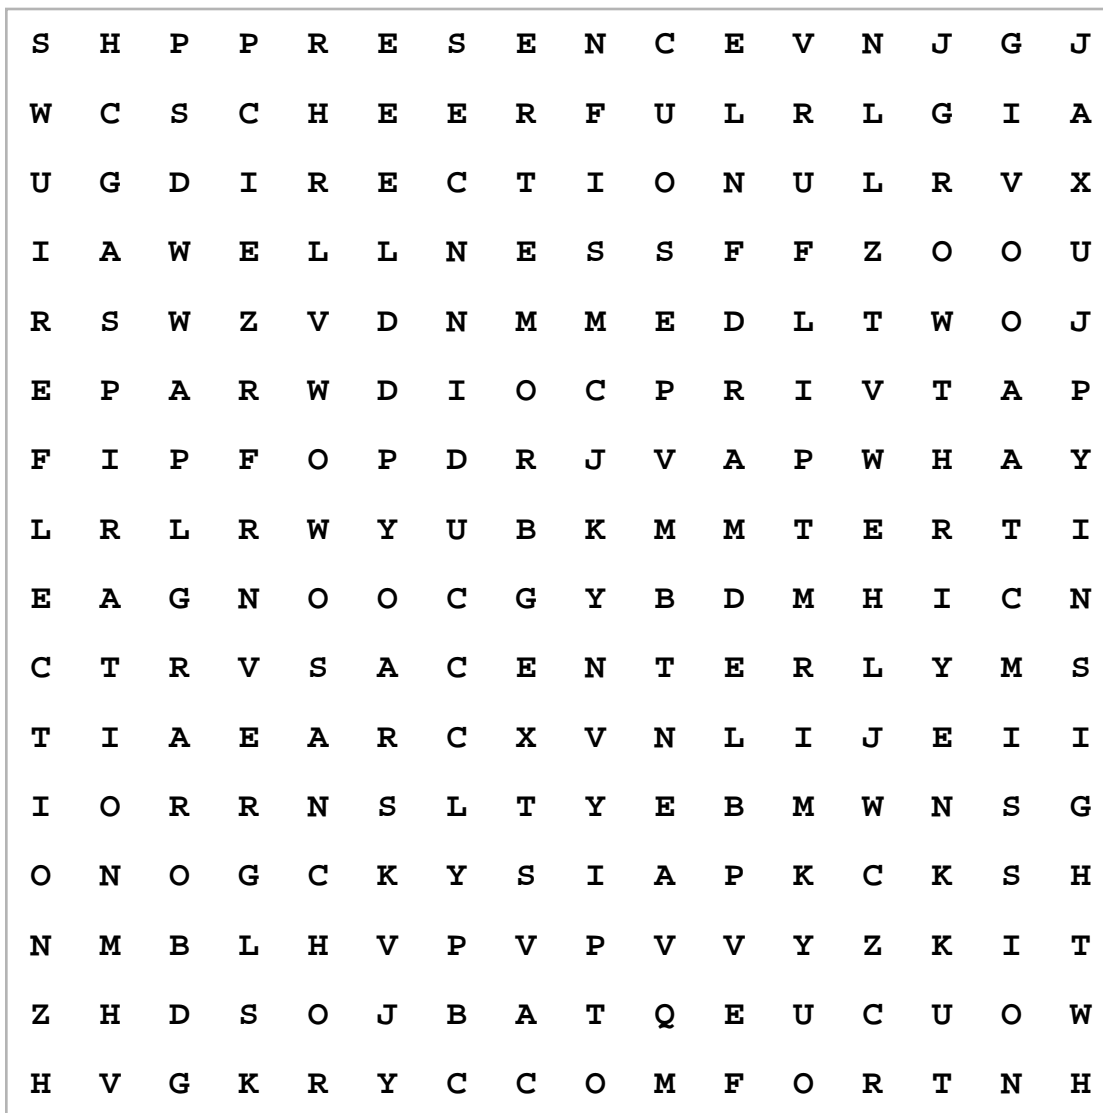 S H P P R E S E N C E V N J G J
W C S C H E E R F U L R L G I A
U G D I R E C T I O N U L R V X
I A W E L L N E S S F F Z O O U
R S W Z V D N M M E D L T W O J
E P A R W D I O C P R I V T A P
F I P F O P D R J V A P W H A Y
L R L R W Y U B K M M T E R T I
E A G N O O C G Y B D M H I C N
C T R V S A C E N T E R L Y M S
T I A E A R C X V N L I J E I I
I O R R N S L T Y E B M W N S G
O N O G C K Y S I A P K C K S H
N M B L H V P V P V V Y Z K I T
Z H D S O J B A T Q E U C U O W
H V G K R Y C C O M F O R T N H